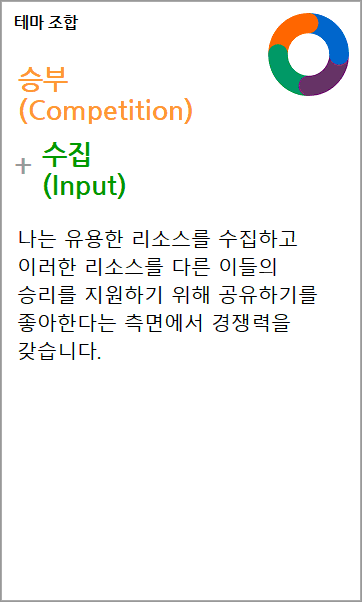 테마 조합
승부
(Competition)
+ 수집
(Input)
나는 유용한 리소스를 수집하고
이러한 리소스를 다른 이들의
승리를 지원하기 위해 공유하기를
좋아한다는 측면에서 경쟁력을
갖습니다.